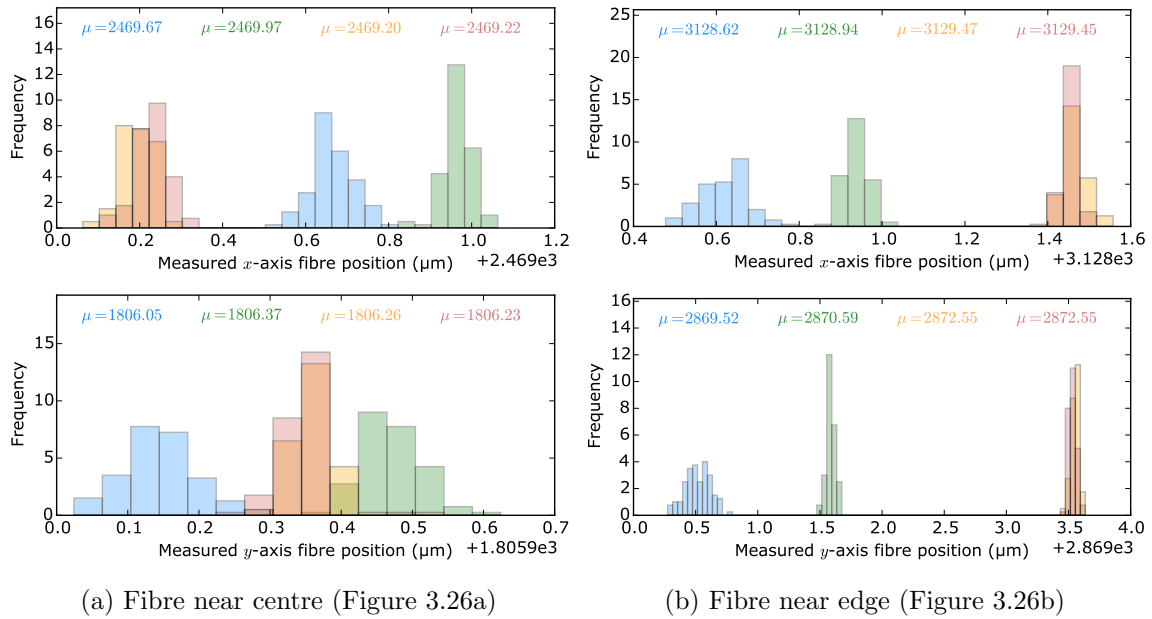 μ=2469.67 μ=2469.97 μ=2469.20 μ=2469.22
Frequency
16
14
12
10
8
6
4
2
0
0.0 0.2 0.4 0.6 0.8 1.0 1.2
Measured x-axis fibre position (μm) +2.469e3
μ=3128.62 μ=3128.94 μ=3129.47 μ=3129.45
Frequency
25
20
15
10
5
0
0.4 0.6 0.8 1.0 1.2 1.4 1.6
Measured x-axis fibre position (μm) +3.128e3
μ=1806.05 μ=1806.37 μ=1806.26 μ=1806.23
Frequency
15
10
5
0
0.0 0.1 0.2 0.3 0.4 0.5 0.6 0.7
Measured y-axis fibre position (μm) +1.8059e3
μ=2869.52 μ=2870.59 μ=2872.55 μ=2872.55
Frequency
16
14
12
10
8
6
4
2
0
0.0 0.5 1.0 1.5 2.0 2.5 3.0 3.5 4.0
Measured y-axis fibre position (μm) +2.869e3
(a) Fibre near centre (Figure 3.26a)
(b) Fibre near edge (Figure 3.26b)